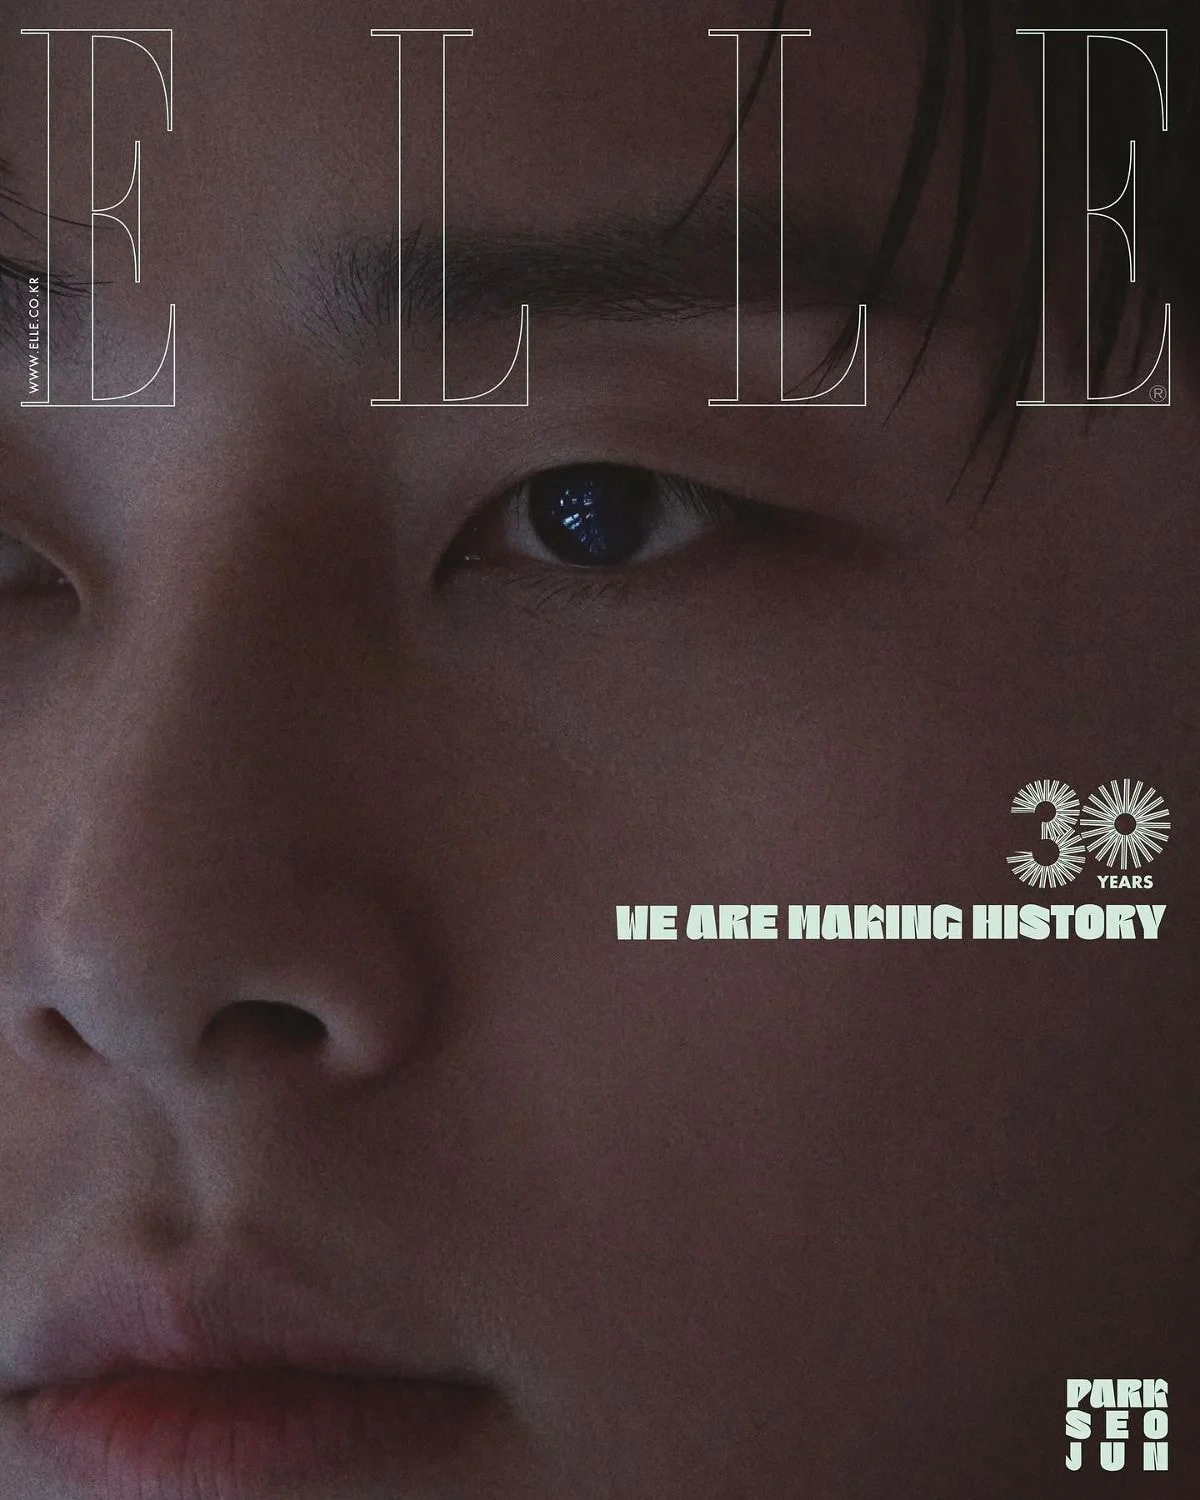 ELLE
WWW.ELLE.CO.KR
®
30
YEARS
WE ARE MAKING HISTORY
PARK
SEO
JUN